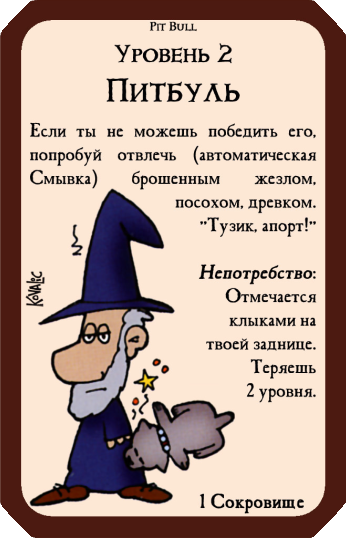 Pit Bull
Уровень 2
Питбуль
Если ты не можешь победить его,
попробуй отвлечь (автоматическая
Смывка) брошенным жезлом,
посохом, древком.
"Тузик, апорт!"
Непотребство:
Отмечается
клыками на
твоей заднице.
Теряешь
2 уровня.
Kovalic
1 Сокровище